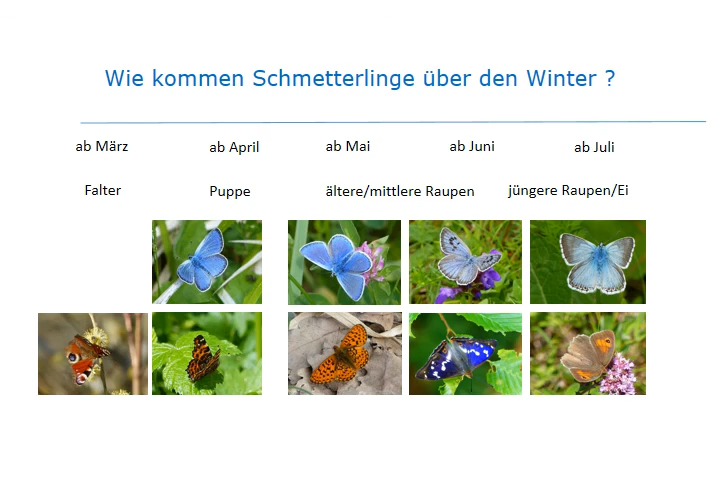 Wie kommen Schmetterlinge über den Winter ?
ab März ab April ab Mai ab Juni ab Juli
Falter Puppe ältere/mittlere Raupen jüngere Raupen/Ei